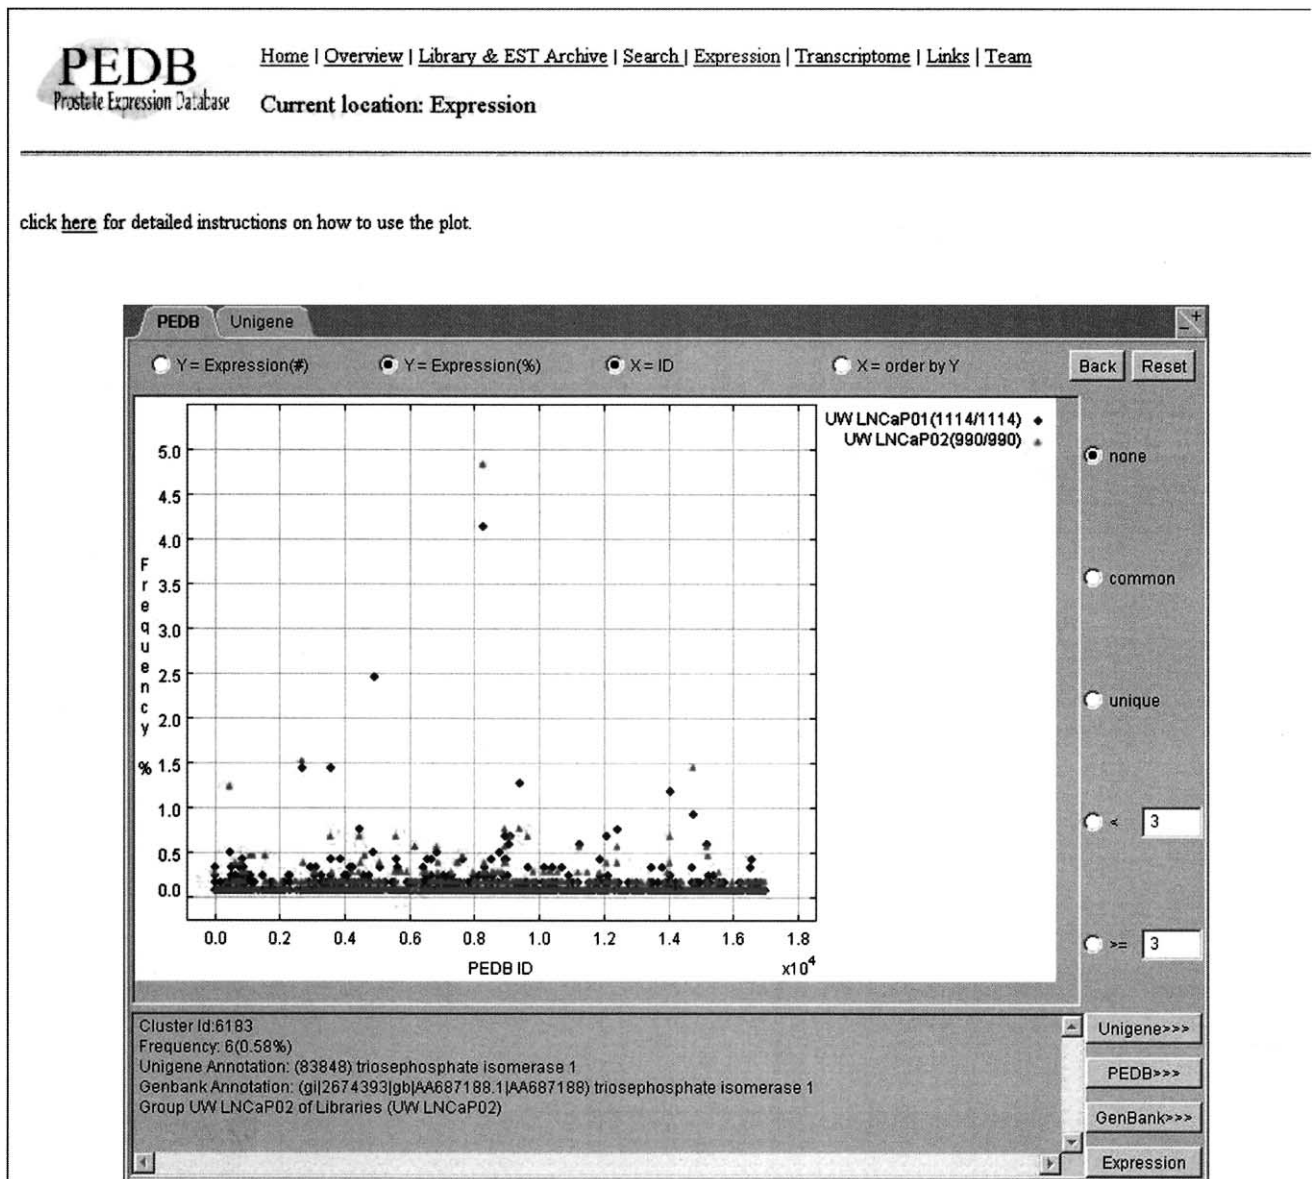 PEDB
Prostate Expression Database
Home | Overview | Library & EST Archive | Search | Expression | Transcriptome | Links | Team
Current location: Expression
click here for detailed instructions on how to use the plot.
PEDB Unigene
Y = Expression(#) Y = Expression(%) X = ID X = order by Y Back Reset
UW LNCaP01(1114/1114)
UW LNCaP02(990/990)
none
common
unique
< 3
>= 3
Frequency %
5.0
4.5
4.0
3.5
3.0
2.5
2.0
1.5
1.0
0.5
0.0
0.0 0.2 0.4 0.6 0.8 1.0 1.2 1.4 1.6 1.8
PEDB ID x10^4
Cluster Id:6183
Frequency: 6(0.58%)
Unigene Annotation: (83848) triosephosphate isomerase 1
Genbank Annotation: (gi|2674393|gb|AA687188.1|AA687188) triosephosphate isomerase 1
Group UW LNCaP02 of Libraries (UW LNCaP02)
Unigene>>>
PEDB>>>
GenBank>>>
Expression